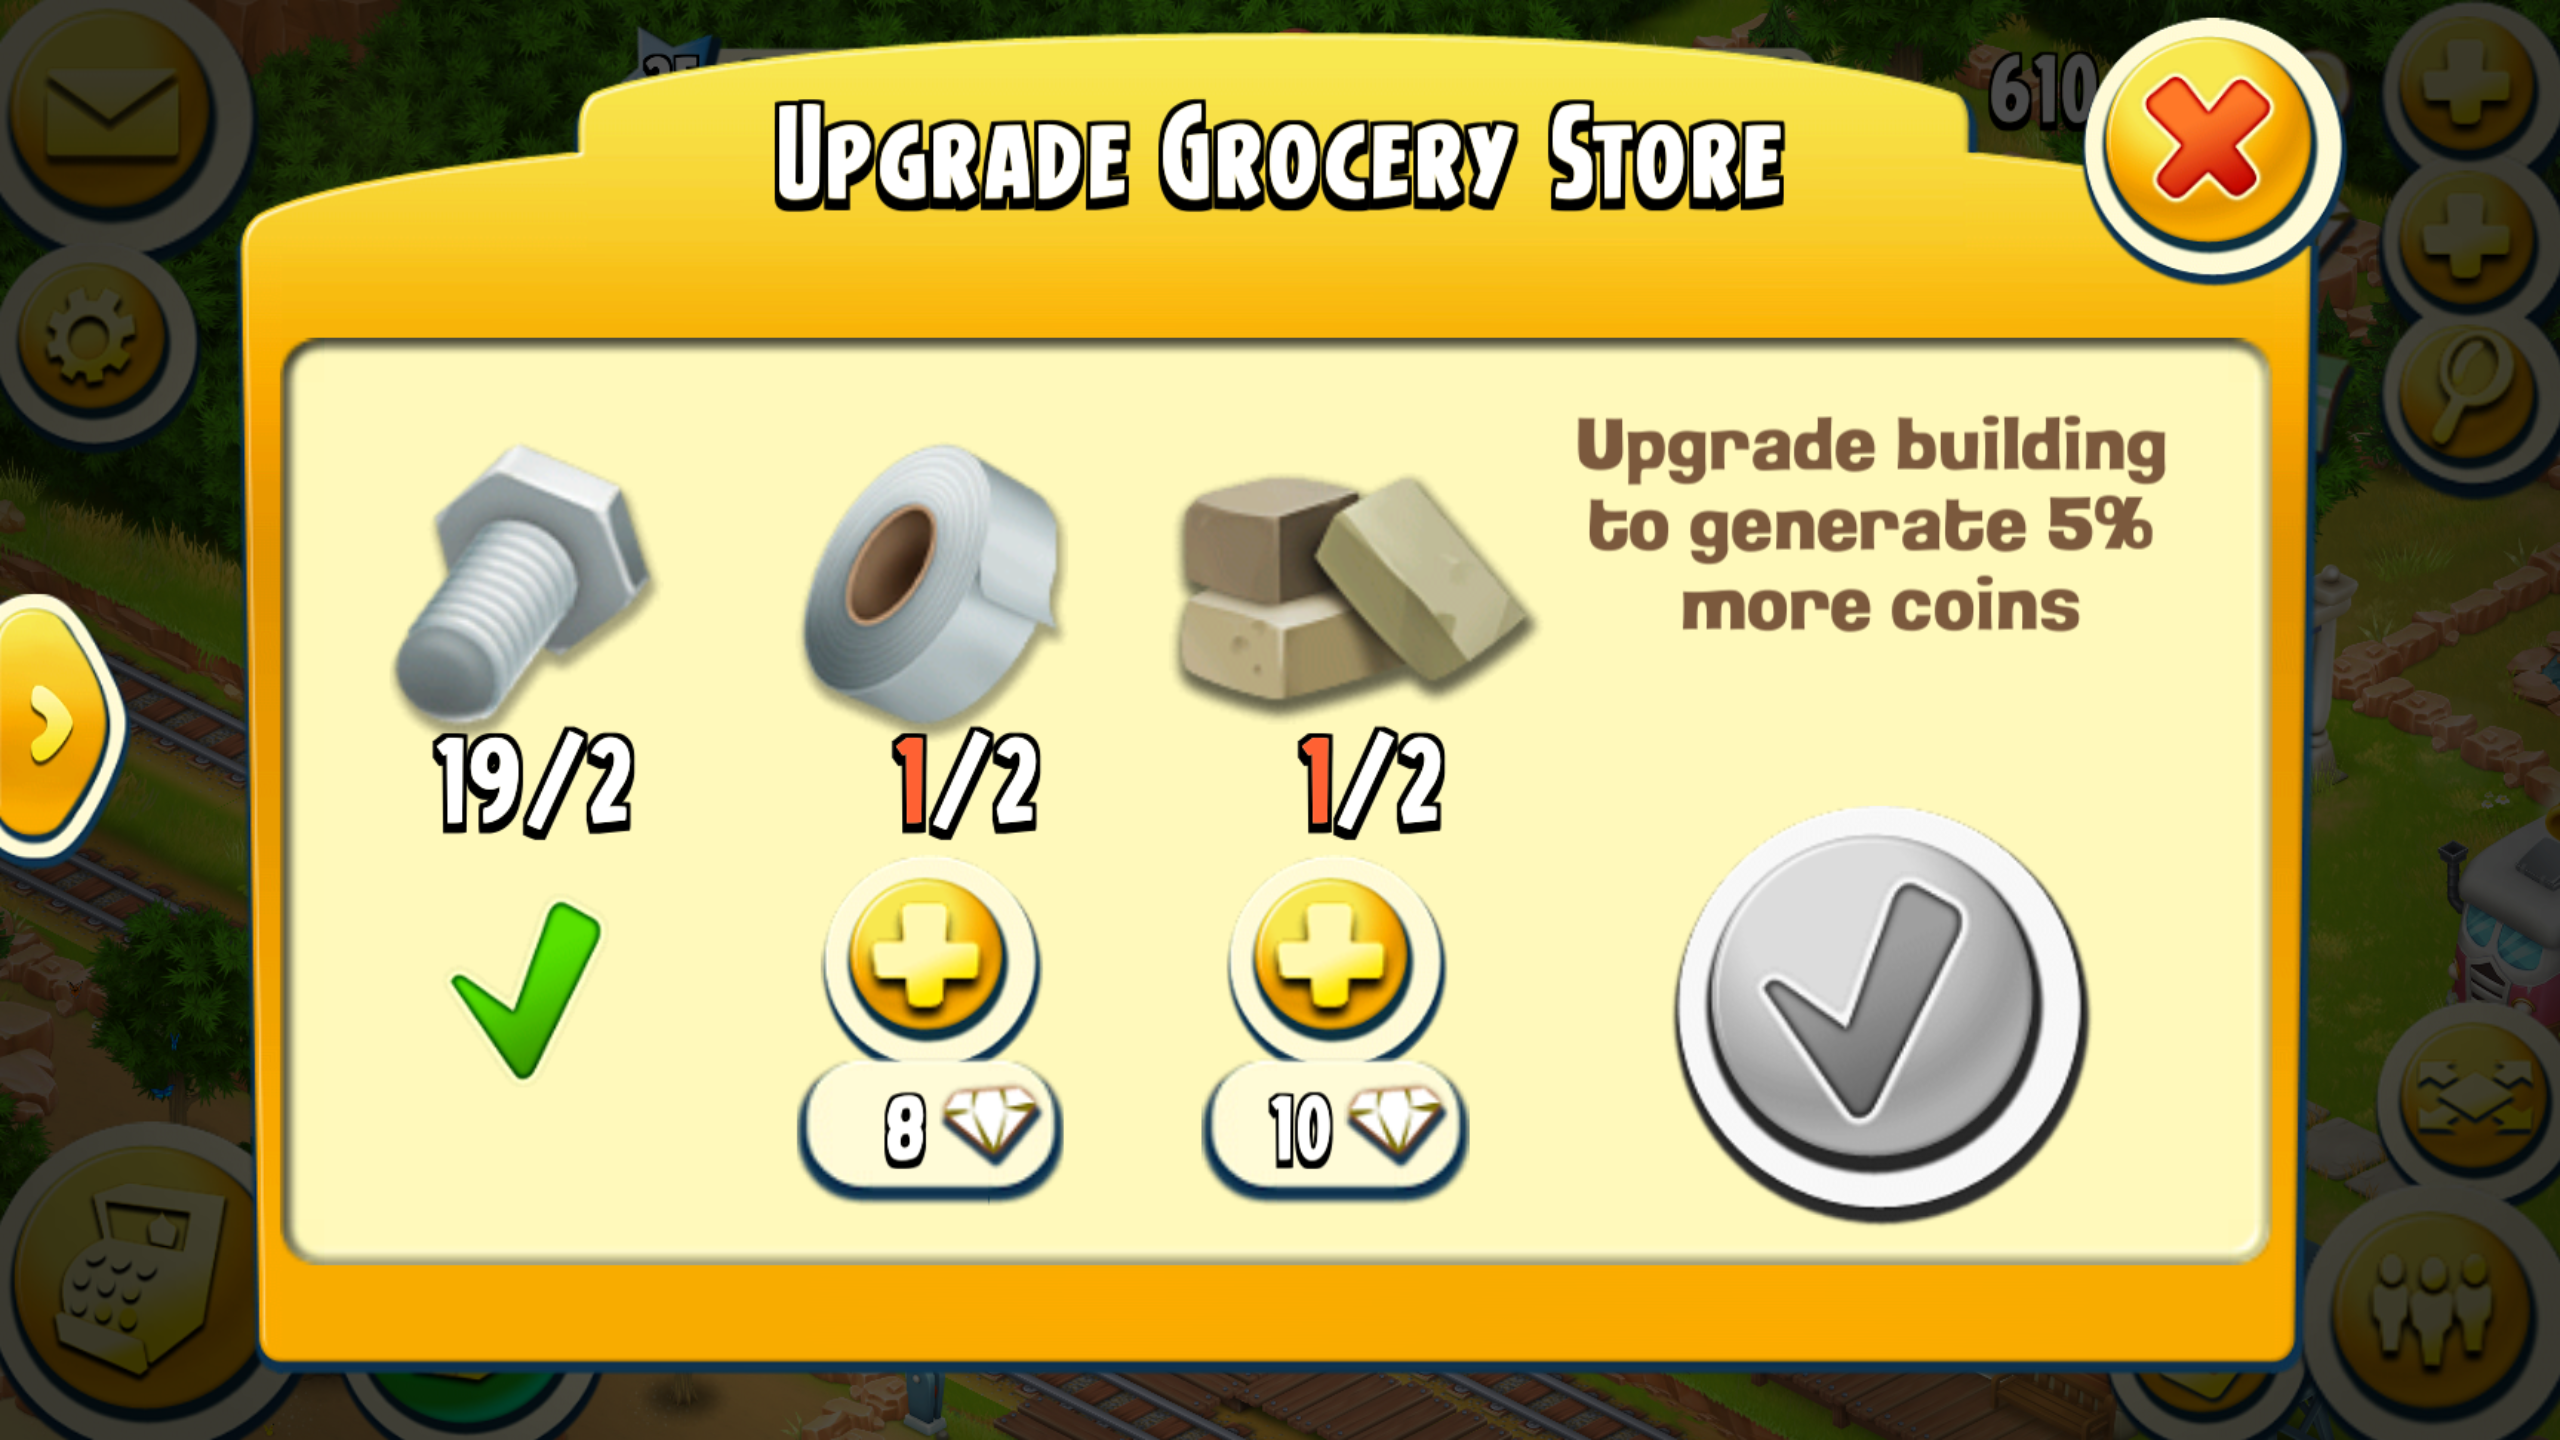 610
UPGRADE GROCERY STORE
Upgrade building
to generate 5%
more coins
19/2
1/2
1/2
8
10